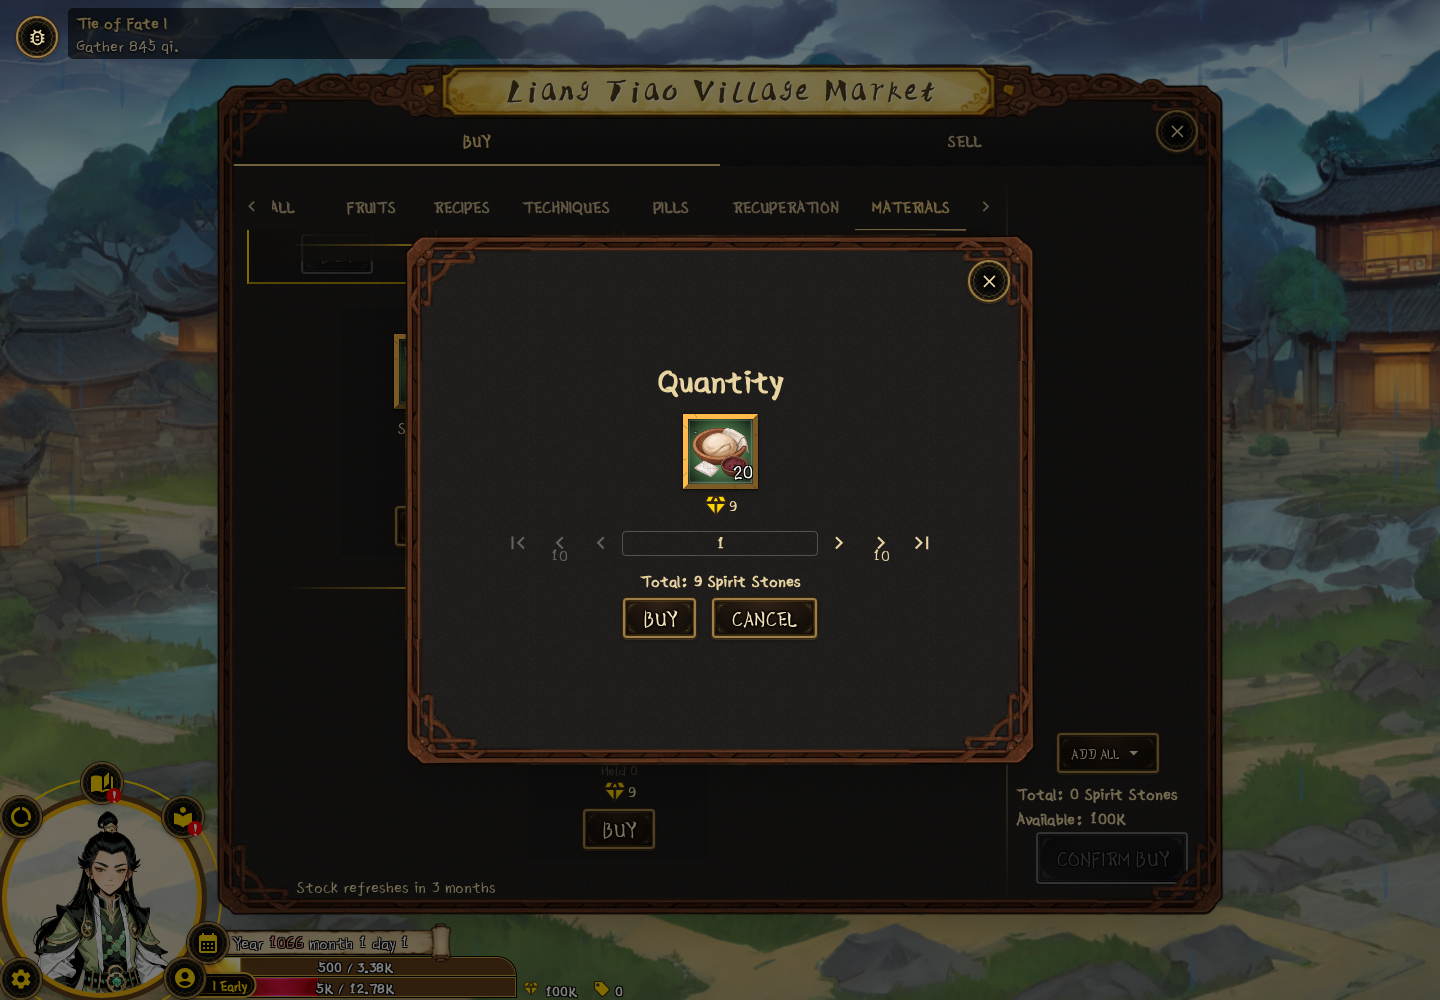 Tie of Fate I
Gather 845 qi.
Liang Tiao Village Market
BUY
SELL
ALL
FRUITS
RECIPES
TECHNIQUES
PILLS
RECUPERATION
MATERIALS
Quantity
20
9
10
1
10
Total: 9 Spirit Stones
BUY
CANCEL
ADD ALL
Held 0
9
Total: 0 Spirit Stones
Available: 100K
BUY
CONFIRM BUY
Stock refreshes in 3 months
Year 1066 month 1 day 1
500 / 3.38K
1 Early
5K / 12.78K
100K
0